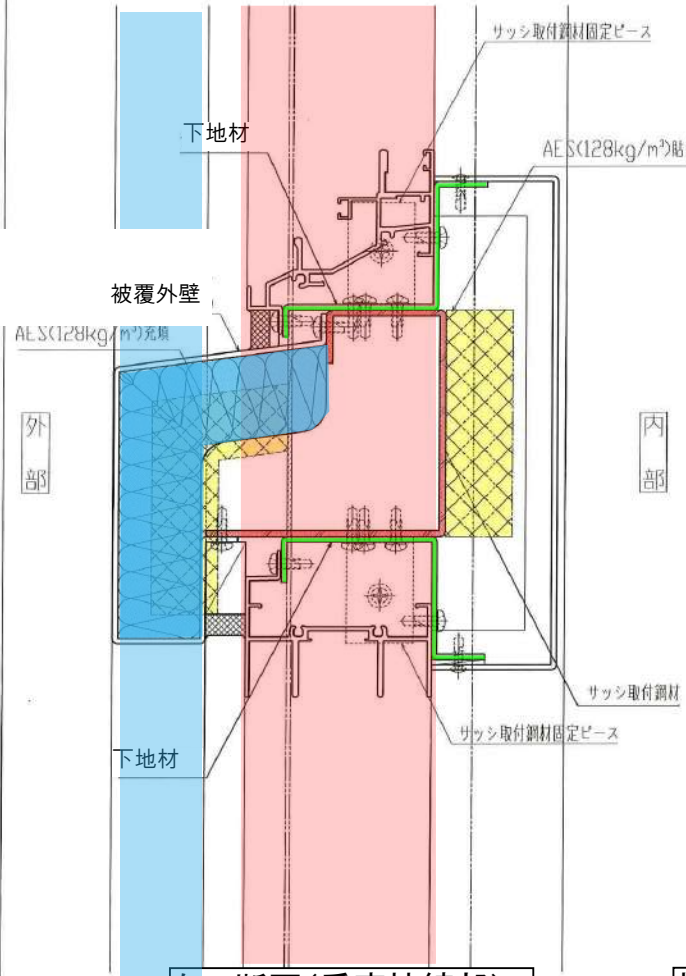 サッシ取付鋼材固定ピース
下地材
AES(128kg/m³)貼
被覆外壁
AES(128kg/m³)充填
外部
内部
サッシ取付鋼材
サッシ取付鋼材固定ピース
下地材